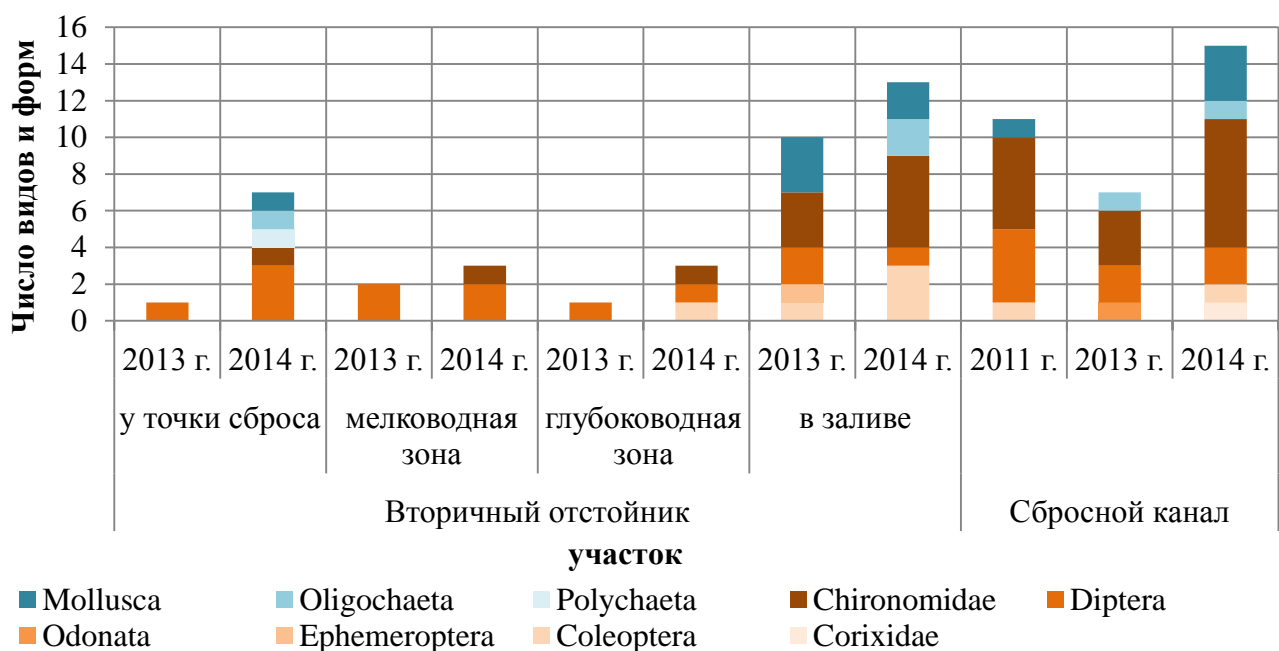 Число видов и форм
16
14
12
10
8
6
4
2
0
2013 г. 2014 г. 2013 г. 2014 г. 2013 г. 2014 г. 2013 г. 2014 г. 2011 г. 2013 г. 2014 г.
у точки сброса мелководная зона глубоководная зона в заливе
Вторичный отстойник Сбросной канал
участок
Mollusca Oligochaeta Polychaeta Chironomidae Diptera
Odonata Ephemeroptera Coleoptera Corixidae